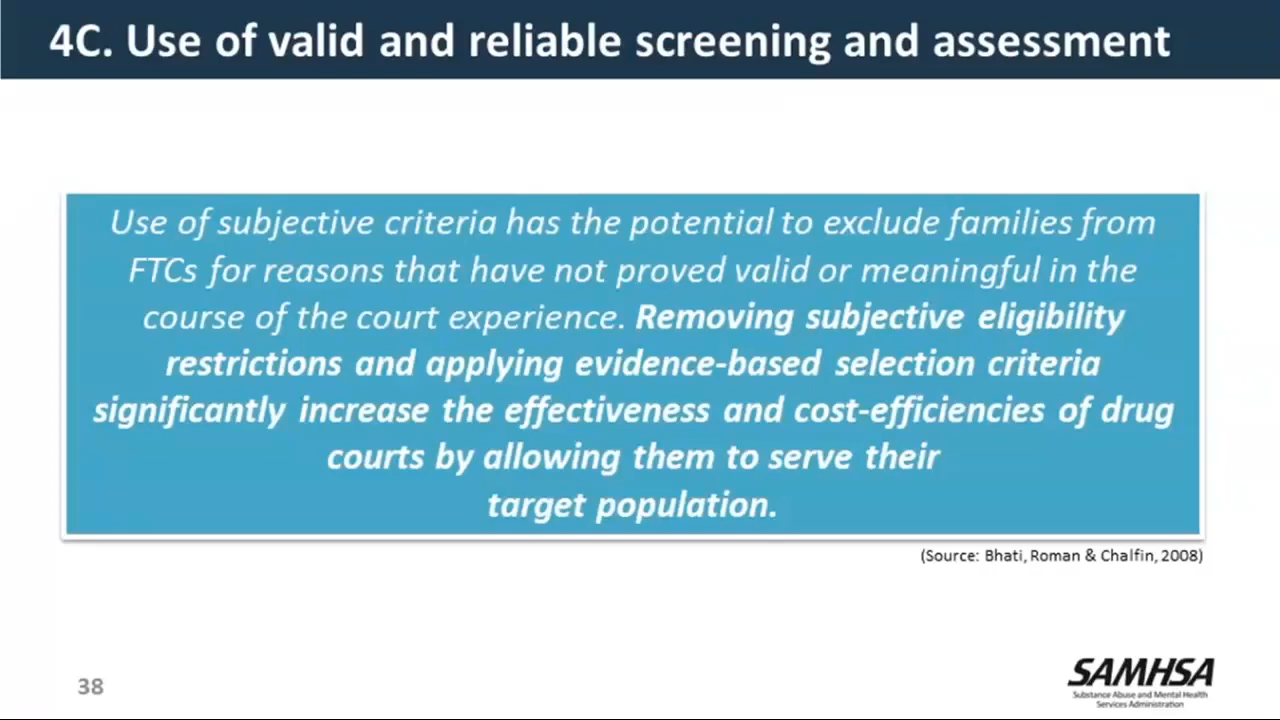 4C. Use of valid and reliable screening and assessment
Use of subjective criteria has the potential to exclude families from
FTCs for reasons that have not proved valid or meaningful in the
course of the court experience. Removing subjective eligibility
restrictions and applying evidence-based selection criteria
significantly increase the effectiveness and cost-efficiencies of drug
courts by allowing them to serve their
target population.
(Source: Bhati, Roman & Chalfin, 2008)
38
SAMHSA
Substance Abuse and Mental Health
Services Administration